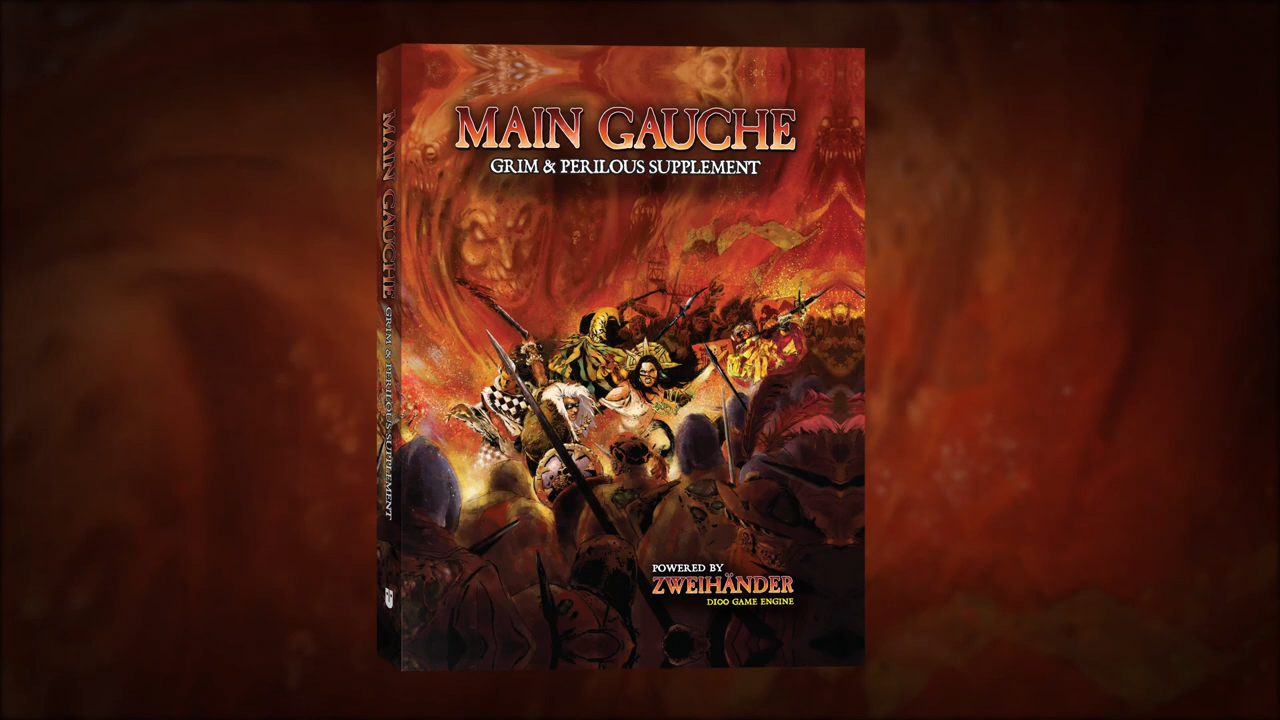 MAIN GAUCHE
GRIM & PERILOUS SUPPLEMENT
MAIN GAUCHE GRIM & PERILOUS SUPPLEMENT
POWERED BY
ZWEIHÄNDER
D100 GAME ENGINE